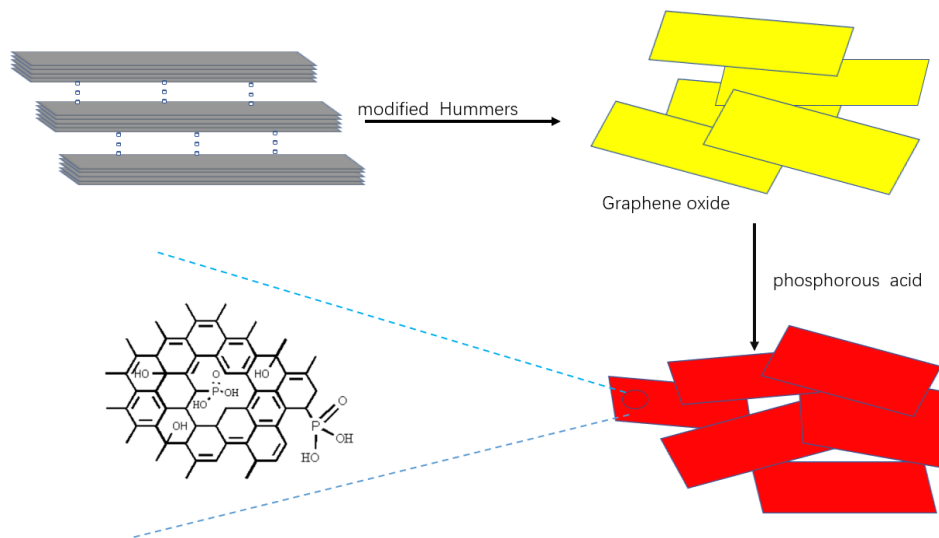 modified Hummers
Graphene oxide
phosphorous acid
HO
O
HO
P
OH
HO
OH
O
P
OH
HO